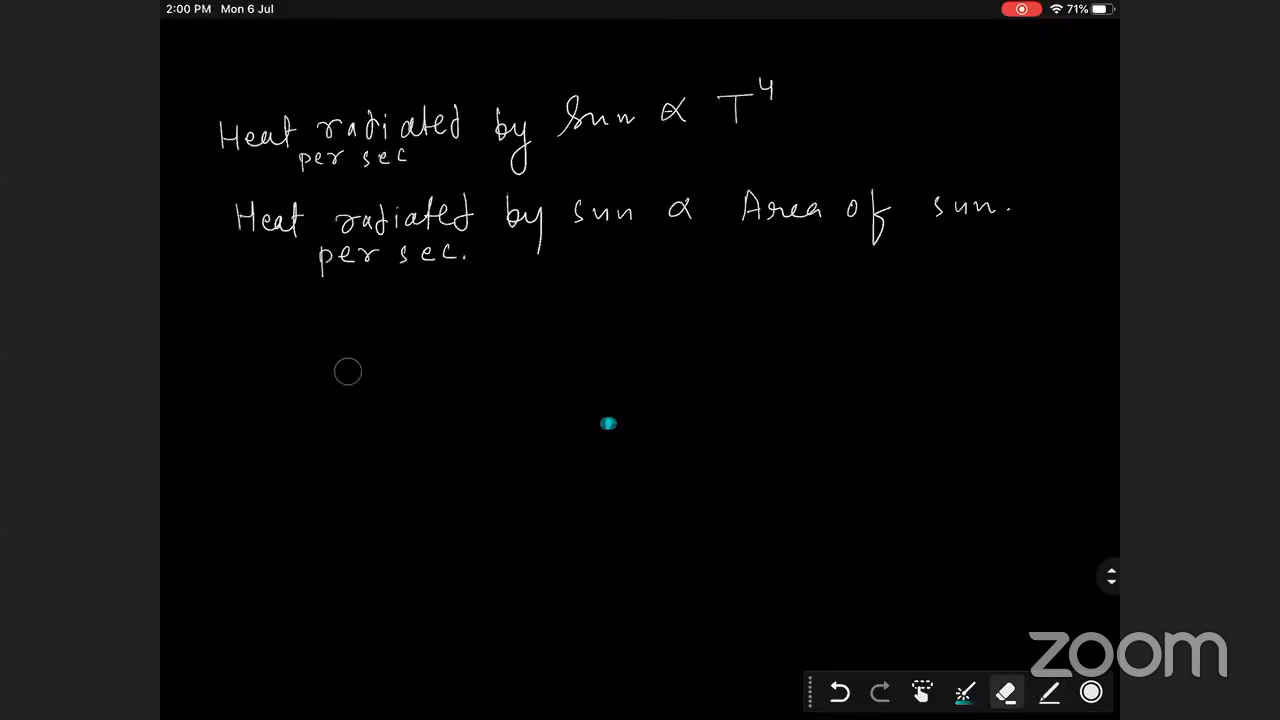 2:00 PM Mon 6 Jul
71%
Heat radiated by Sun ∝ T⁴
per sec
Heat radiated by sun ∝ Area of sun.
per sec.
zoom